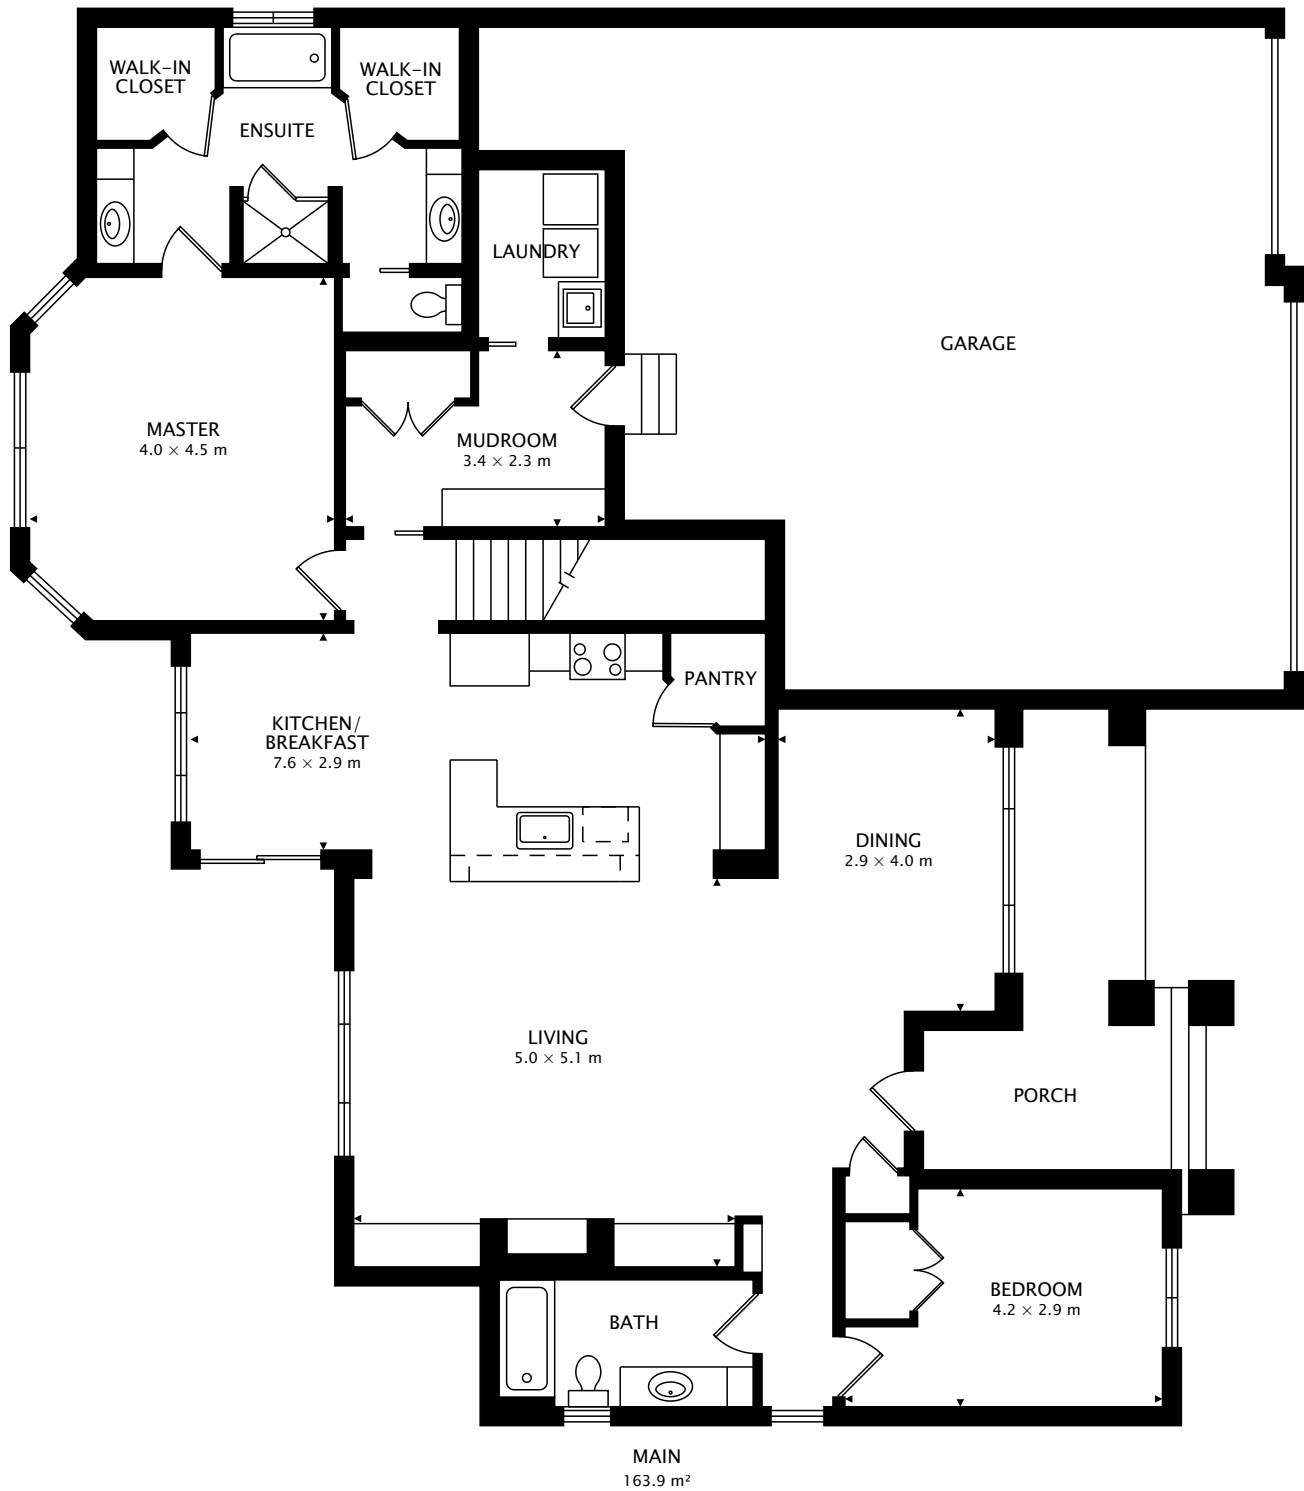 WALK-IN
CLOSET
WALK-IN
CLOSET
ENSUITE
LAUNDRY
GARAGE
MASTER
4.0 × 4.5 m
MUDROOM
3.4 × 2.3 m
PANTRY
KITCHEN/
BREAKFAST
7.6 × 2.9 m
DINING
2.9 × 4.0 m
LIVING
5.0 × 5.1 m
PORCH
BEDROOM
4.2 × 2.9 m
BATH
MAIN
163.9 m²